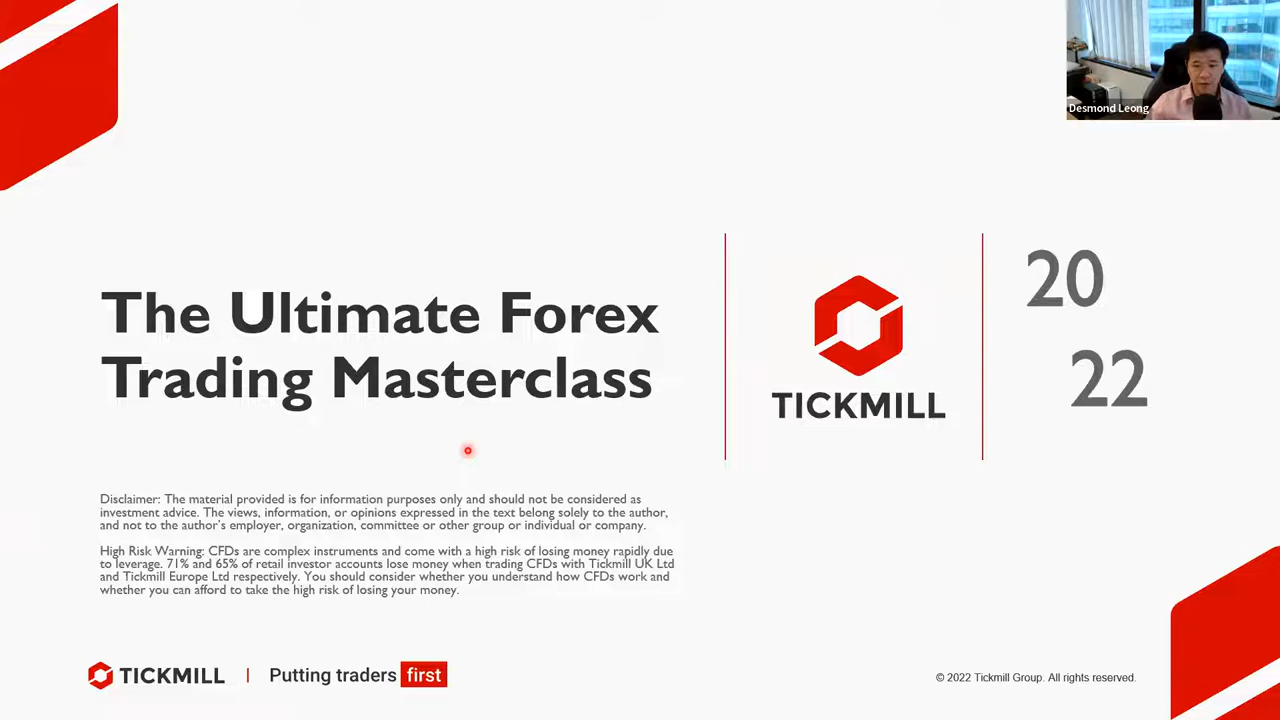 Desmond Leong
The Ultimate Forex
Trading Masterclass
TICKMILL
20
22
Disclaimer: The material provided is for information purposes only and should not be considered as
investment advice. The views, information, or opinions expressed in the text belong solely to the author,
and not to the author's employer, organization, committee or other group or individual or company.
High Risk Warning: CFDs are complex instruments and come with a high risk of losing money rapidly due
to leverage. 71% and 65% of retail investor accounts lose money when trading CFDs with Tickmill UK Ltd
and Tickmill Europe Ltd respectively. You should consider whether you understand how CFDs work and
whether you can afford to take the high risk of losing your money.
TICKMILL | Putting traders first
© 2022 Tickmill Group. All rights reserved.